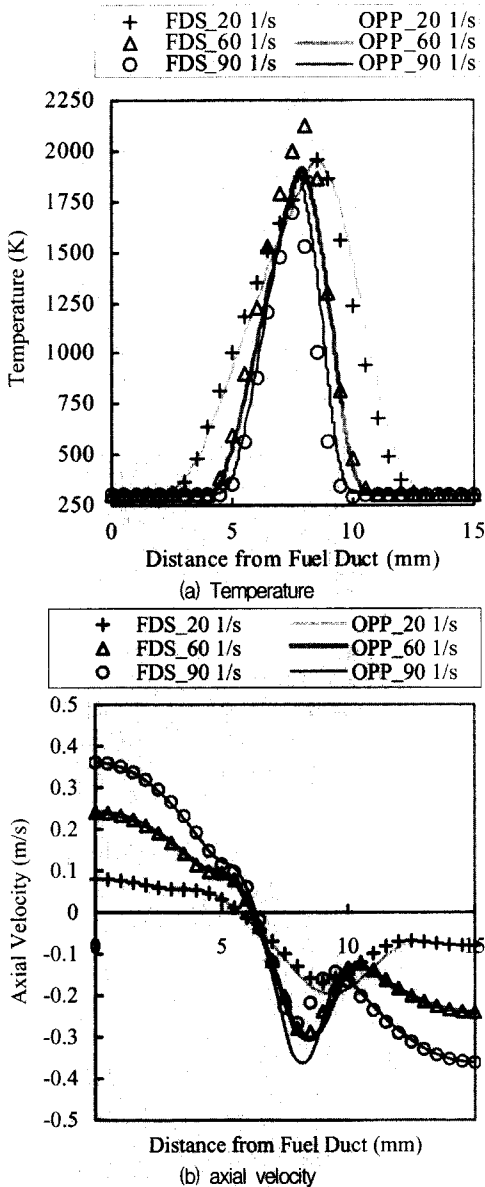 FDS_20 1/s OPP_20 1/s
FDS_60 1/s OPP_60 1/s
FDS_90 1/s OPP_90 1/s
2250
2000
1750
1500
1250
1000
750
500
250
Temperature (K)
0 5 10 15
Distance from Fuel Duct (mm)
(a) Temperature
FDS_20 1/s OPP_20 1/s
FDS_60 1/s OPP_60 1/s
FDS_90 1/s OPP_90 1/s
0.5
0.4
0.3
0.2
0.1
0
-0.1
-0.2
-0.3
-0.4
-0.5
Axial Velocity (m/s)
0 5 10 15
Distance from Fuel Duct (mm)
(b) axial velocity